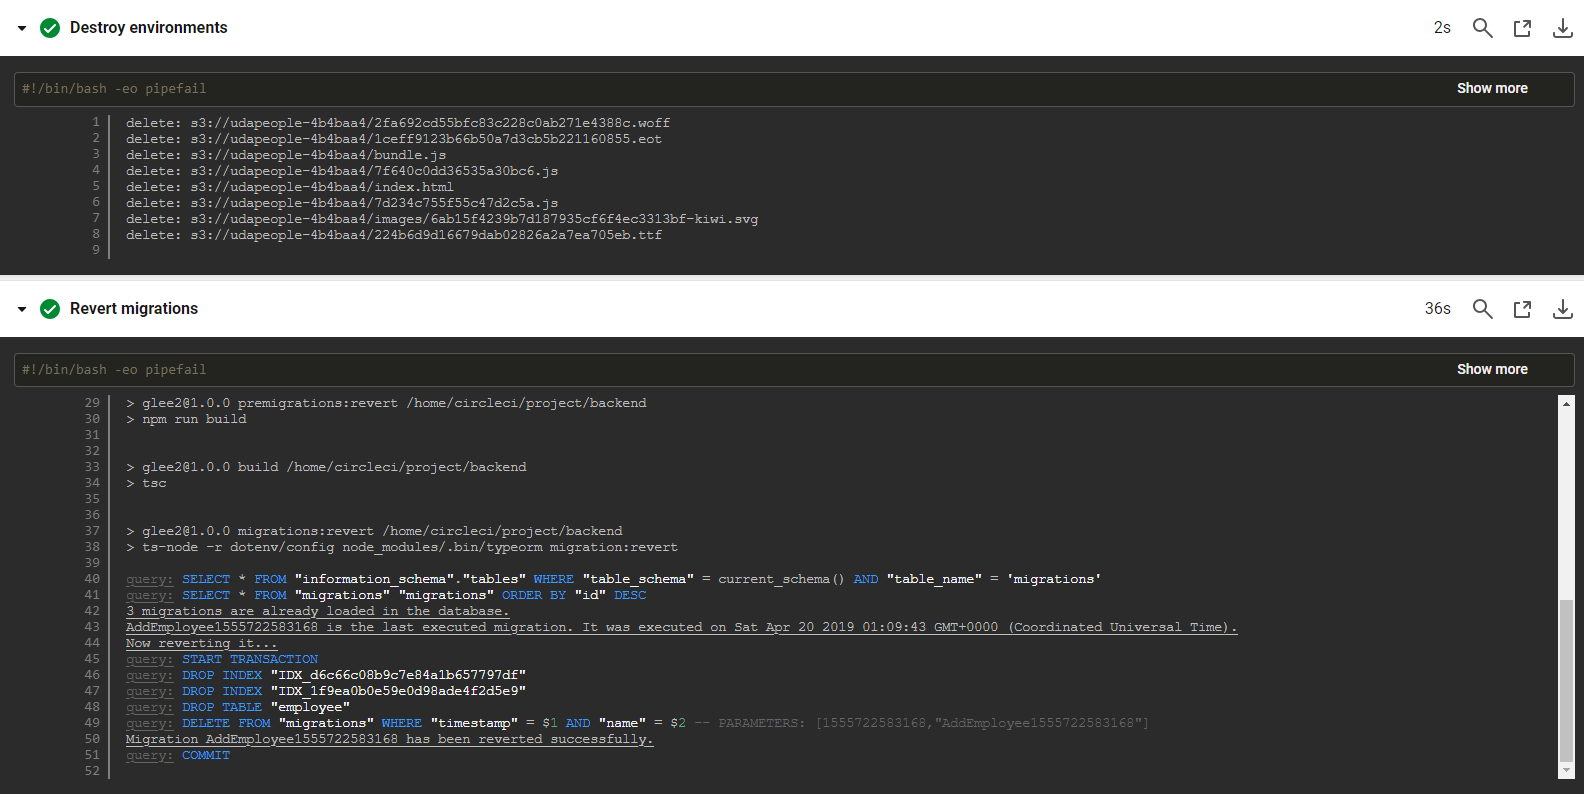 Destroy environments 2s
#!/bin/bash -eo pipefail Show more
1 delete: s3://udapeople-4b4baa4/2fa692cd55bfc83c228c0ab271e4388c.woff
2 delete: s3://udapeople-4b4baa4/1ceff9123b66b50a7d3cb5b221160855.eot
3 delete: s3://udapeople-4b4baa4/bundle.js
4 delete: s3://udapeople-4b4baa4/7f640c0dd36535a30bc6.js
5 delete: s3://udapeople-4b4baa4/index.html
6 delete: s3://udapeople-4b4baa4/7d234c755f55c47d2c5a.js
7 delete: s3://udapeople-4b4baa4/images/6ab15f4239b7d187935cf6f4ec3313bf-kiwi.svg
8 delete: s3://udapeople-4b4baa4/224b6d9d16679dab02826a2a7ea705eb.ttf
9
Revert migrations 36s
#!/bin/bash -eo pipefail Show more
29 > glee2@1.0.0 premigrations:revert /home/circleci/project/backend
30 > npm run build
31
32
33 > glee2@1.0.0 build /home/circleci/project/backend
34 > tsc
35
36
37 > glee2@1.0.0 migrations:revert /home/circleci/project/backend
38 > ts-node -r dotenv/config node_modules/.bin/typeorm migration:revert
39
40 query: SELECT * FROM "information_schema"."tables" WHERE "table_schema" = current_schema() AND "table_name" = 'migrations'
41 query: SELECT * FROM "migrations" "migrations" ORDER BY "id" DESC
42 3 migrations are already loaded in the database.
43 AddEmployee1555722583168 is the last executed migration. It was executed on Sat Apr 20 2019 01:09:43 GMT+0000 (Coordinated Universal Time).
44 Now reverting it...
45 query: START TRANSACTION
46 query: DROP INDEX "IDX_d6c66c08b9c7e84a1b657797df"
47 query: DROP INDEX "IDX_1f9ea0b0e59e0d98ade4f2d5e9"
48 query: DROP TABLE "employee"
49 query: DELETE FROM "migrations" WHERE "timestamp" = $1 AND "name" = $2 -- PARAMETERS: [1555722583168,"AddEmployee1555722583168"]
50 Migration AddEmployee1555722583168 has been reverted successfully.
51 query: COMMIT
52